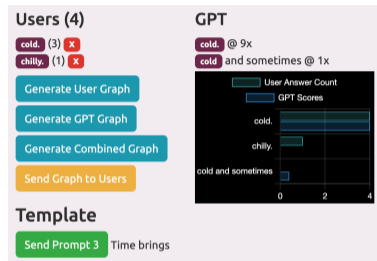 Users (4)
cold. (3) X
chilly. (1) X
Generate User Graph
Generate GPT Graph
Generate Combined Graph
Send Graph to Users
Template
Send Prompt 3 Time brings
GPT
cold. @ 9x
cold and sometimes @ 1x
User Answer Count
GPT Scores
cold.
chilly.
cold and sometimes
0 2 4